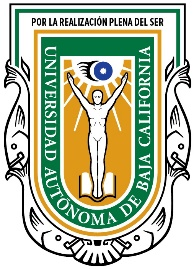 POR LA REALIZACIÓN PLENA DEL SER
UNIVERSIDAD AUTÓNOMA DE BAJA CALIFORNIA